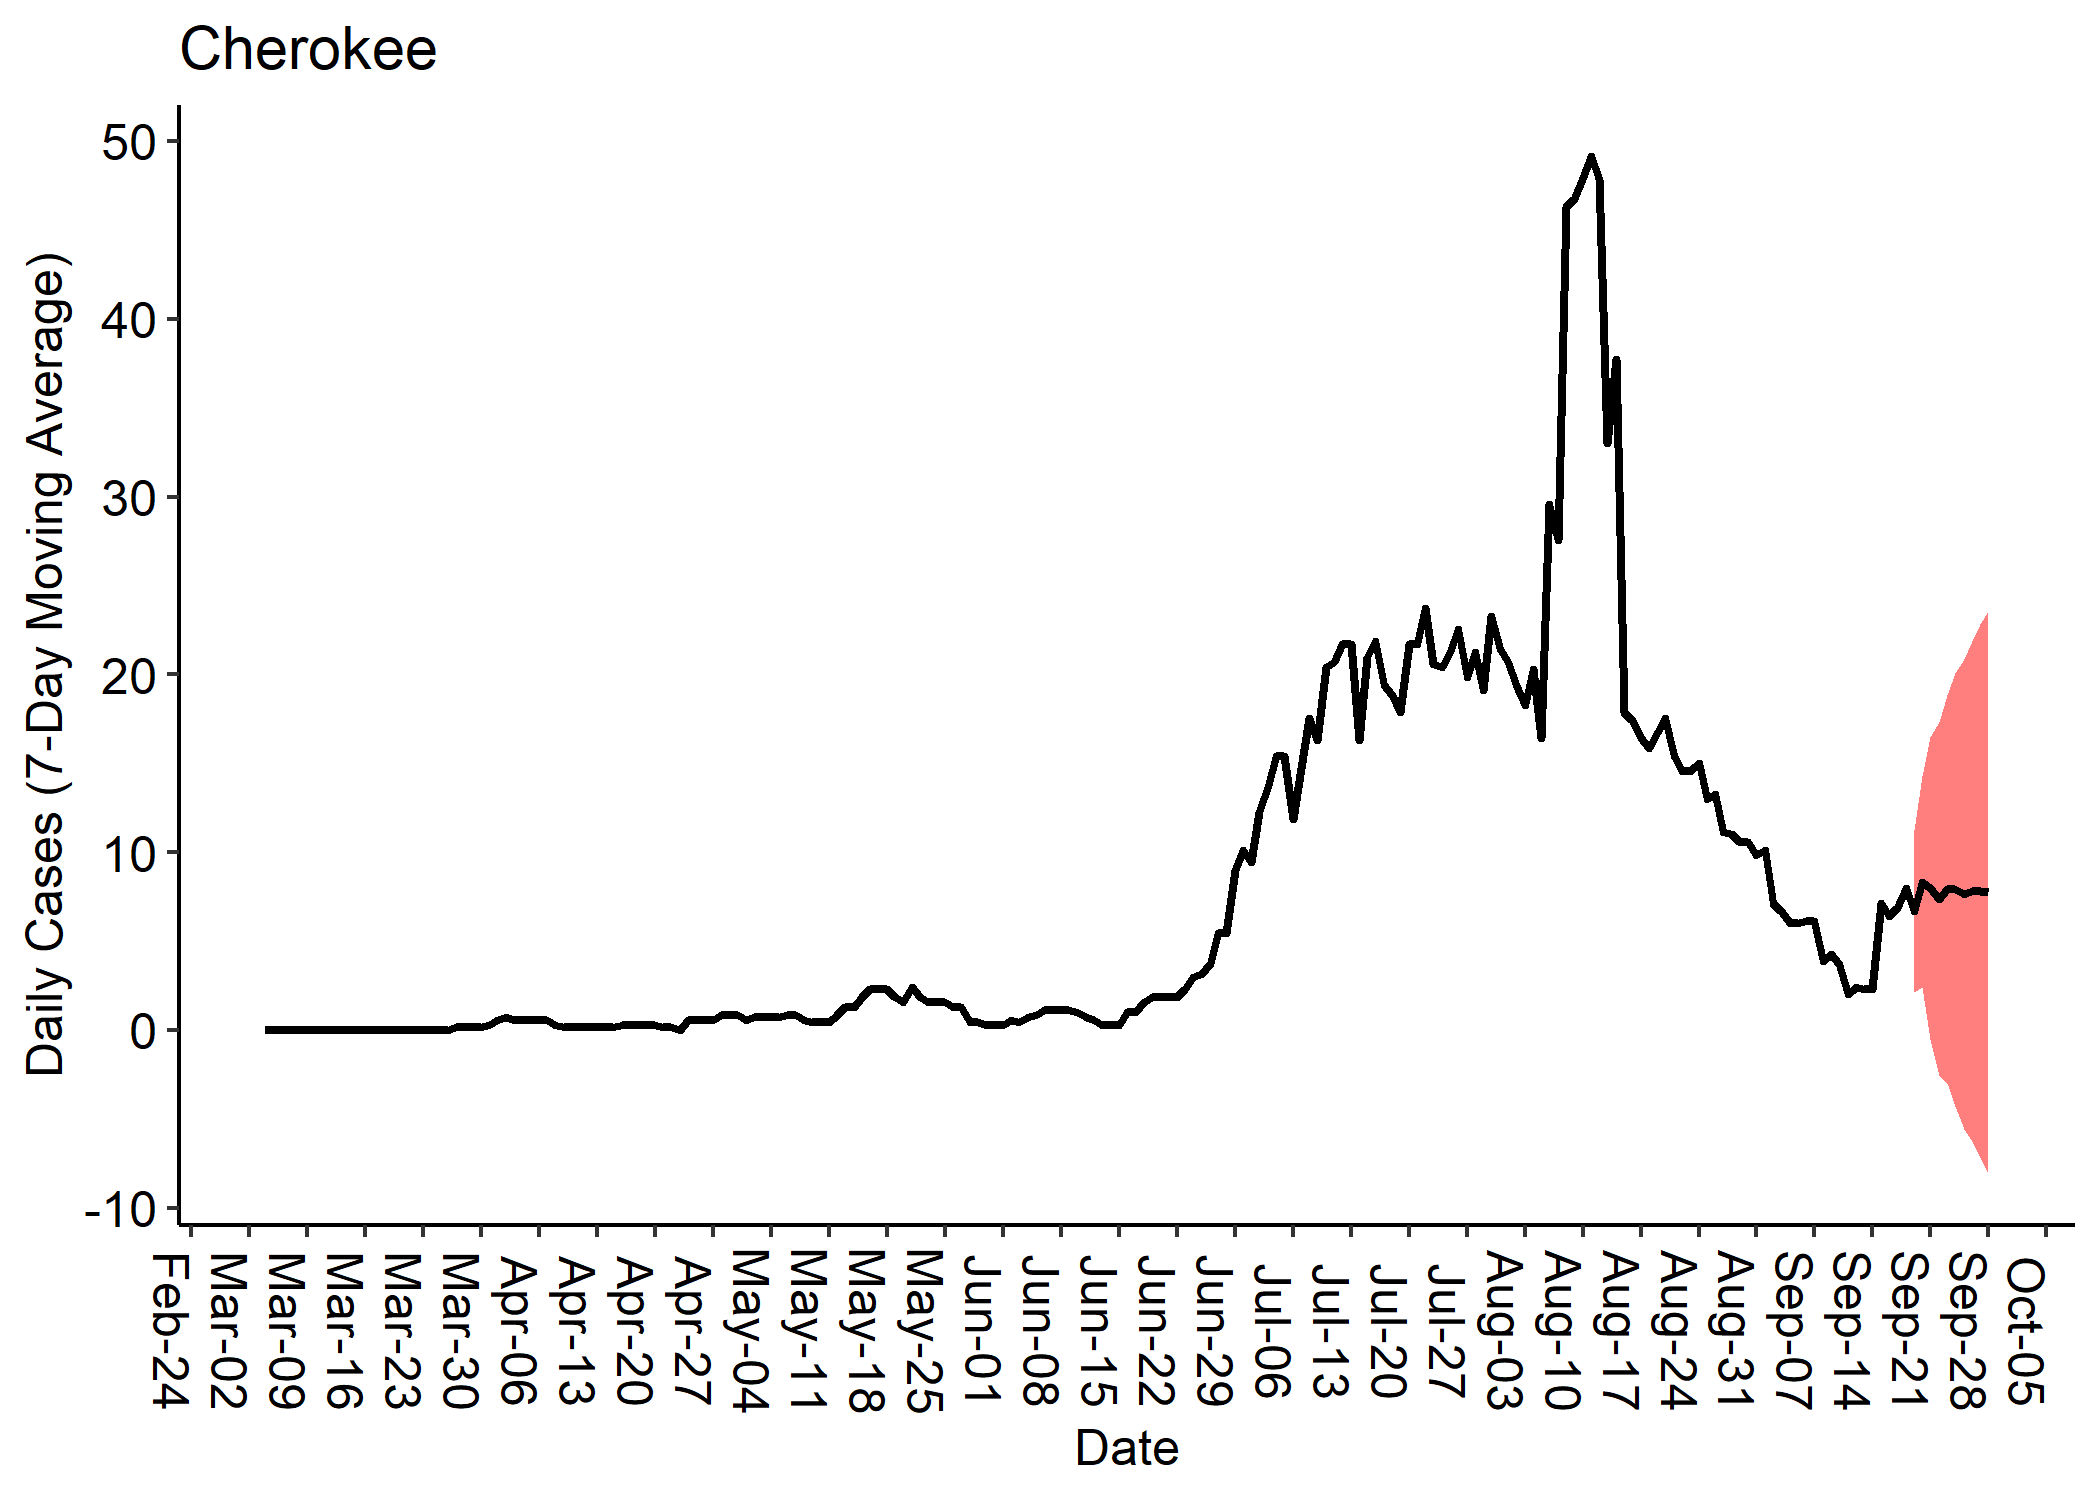 Cherokee
Daily Cases (7-Day Moving Average)
50
40
30
20
10
0
-10
Feb-24
Mar-02
Mar-09
Mar-16
Mar-23
Mar-30
Apr-06
Apr-13
Apr-20
Apr-27
May-04
May-11
May-18
May-25
Jun-01
Jun-08
Jun-15
Jun-22
Jun-29
Jul-06
Jul-13
Jul-20
Jul-27
Aug-03
Aug-10
Aug-17
Aug-24
Aug-31
Sep-07
Sep-14
Sep-21
Sep-28
Oct-05
Date